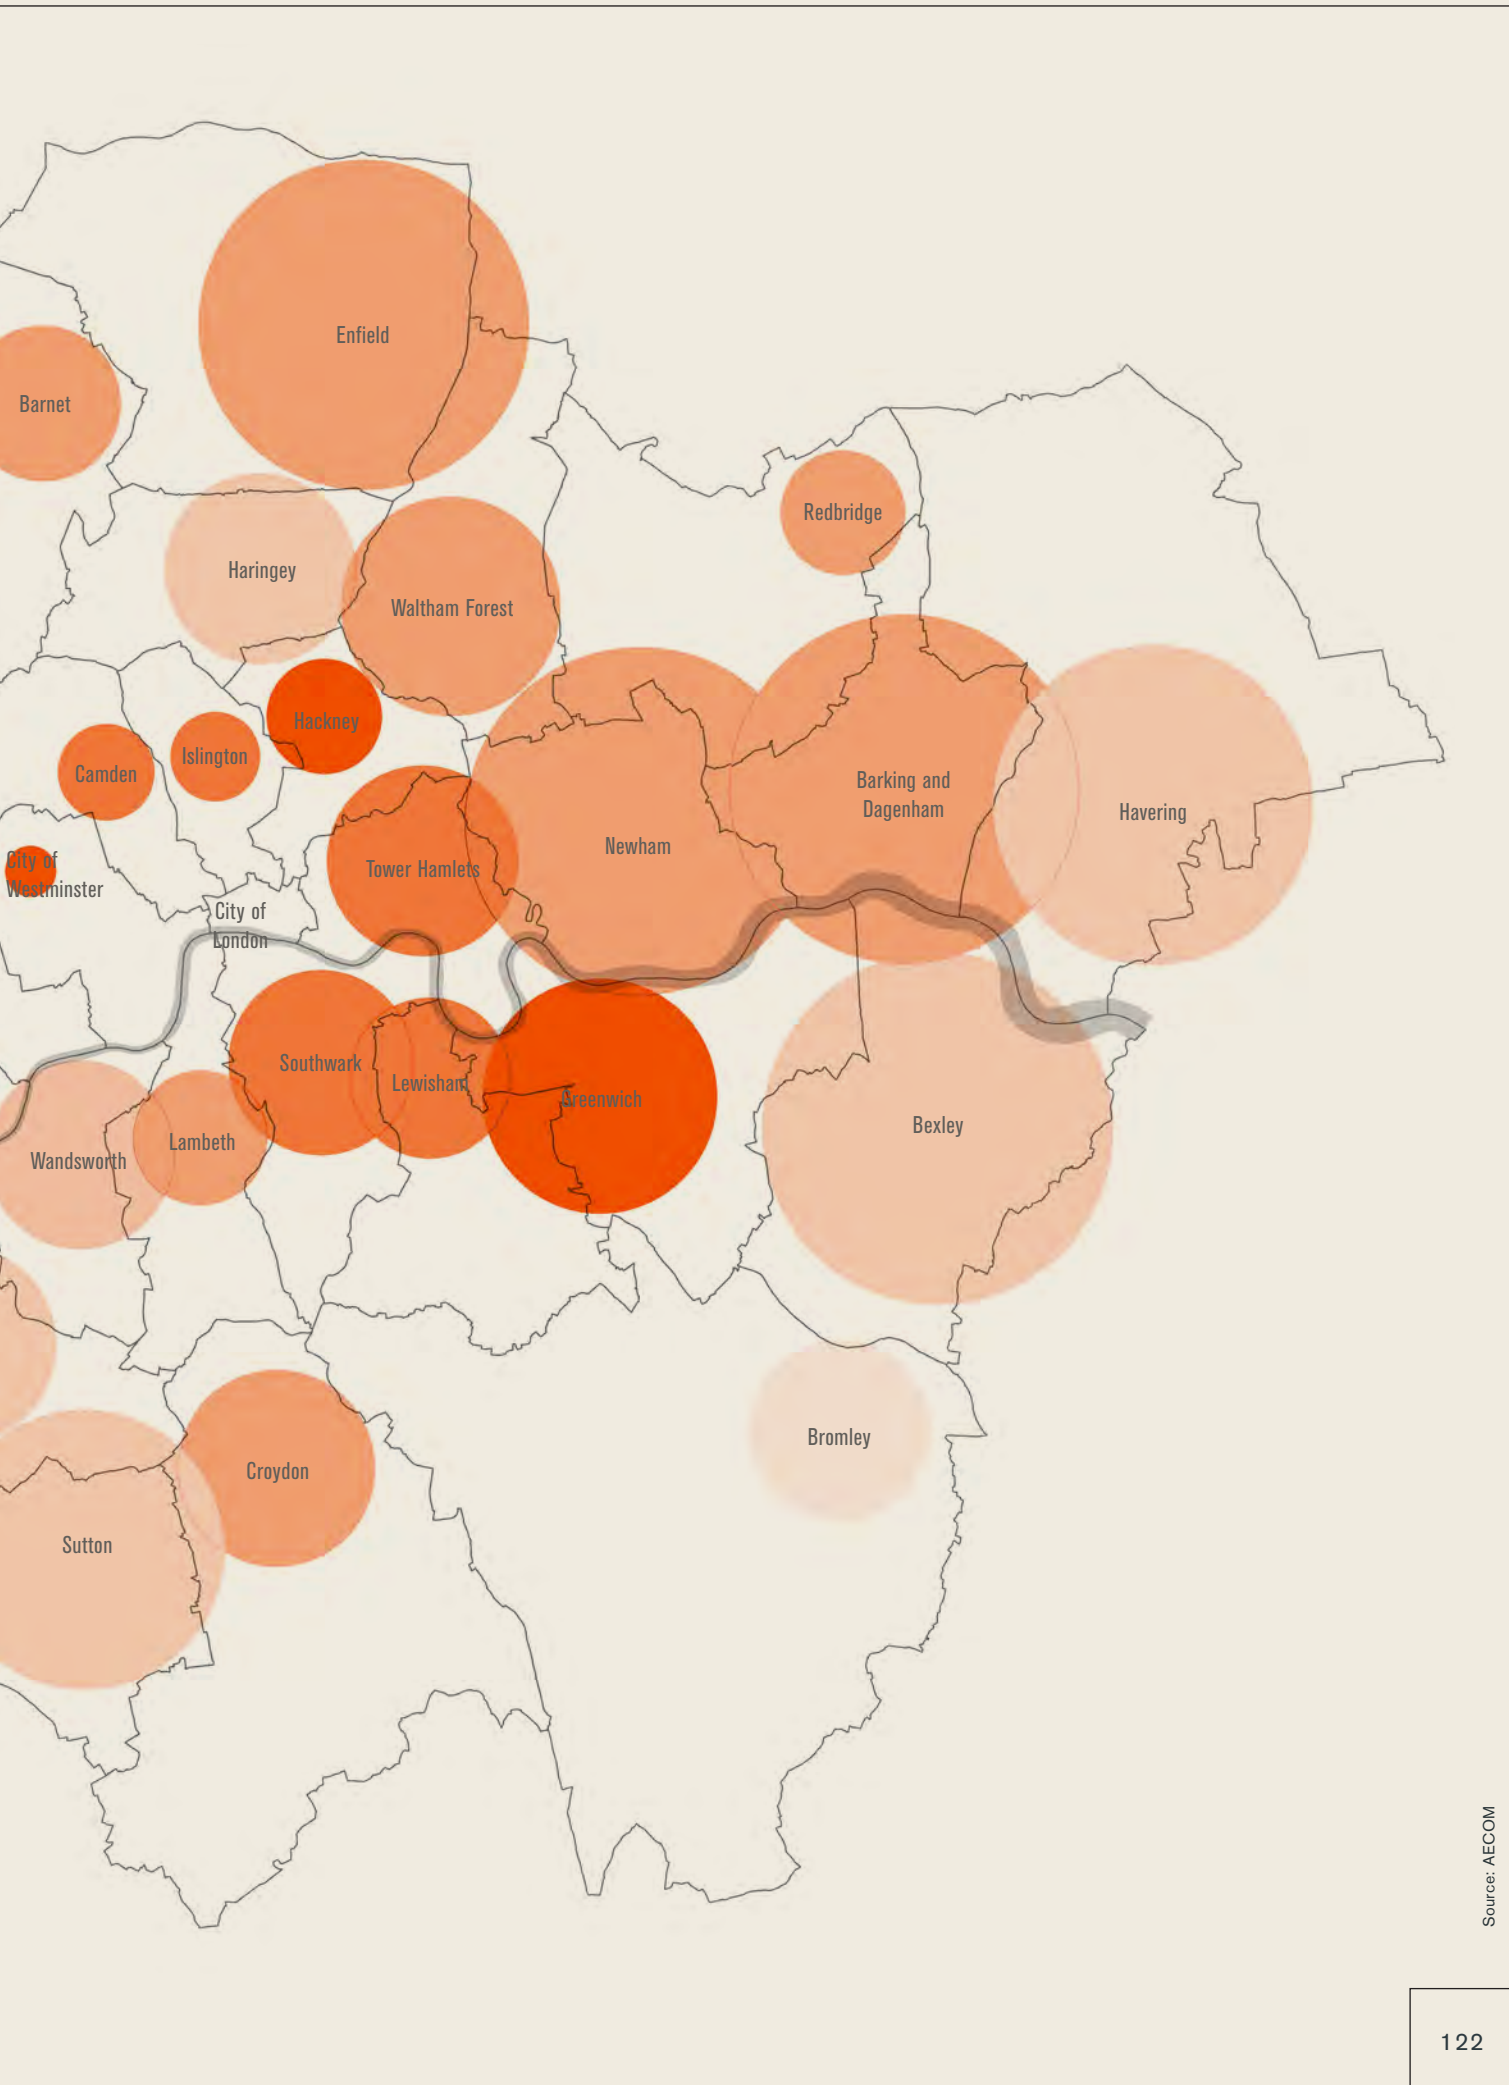 Enfield
Barnet
Redbridge
Haringey
Waltham Forest
Hackney
Islington
Camden
Barking and
Dagenham
Havering
Newham
Tower Hamlets
City of
Westminster
City of
London
Southwark
Lewisham
Greenwich
Bexley
Lambeth
Wandsworth
Bromley
Croydon
Sutton
Source: AECOM
122